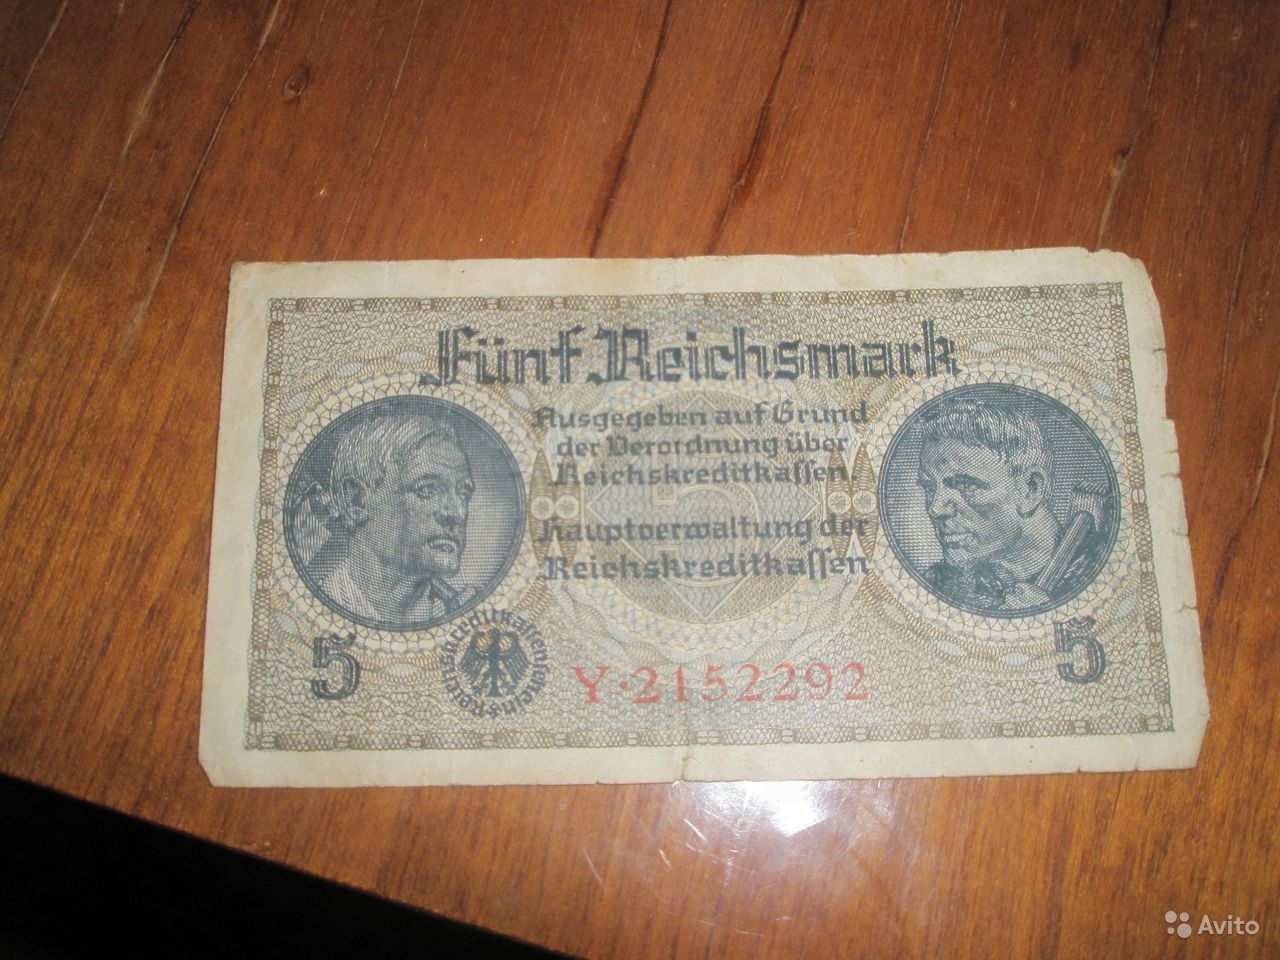 Fünf Reichsmark
Ausgegeben auf Grund
der Verordnung über
Reichskreditkassen.
Hauptverwaltung der
Reichskreditkassen
5
5
Y·2152292
Avito